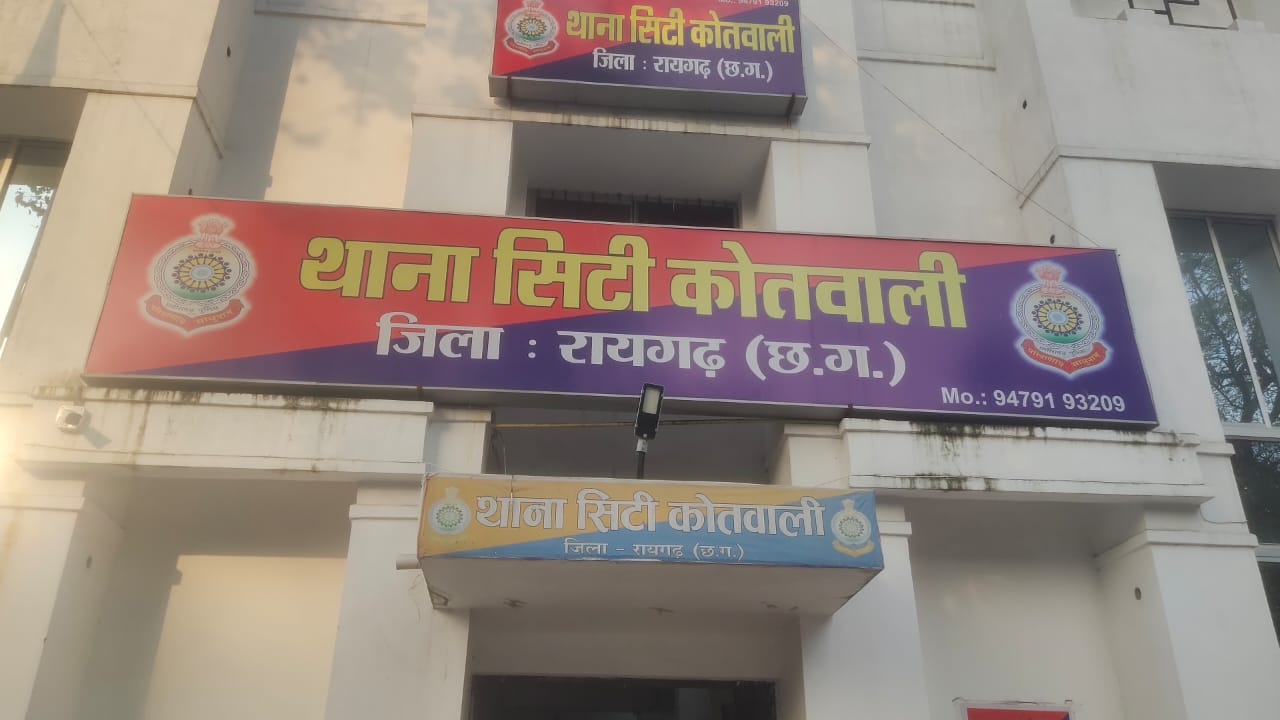 Mo.: 94791 93209
थाना सिटी कोतवाली
जिला : रायगढ़ (छ.ग.)
थाना सिटी कोतवाली
जिला : रायगढ़ (छ.ग.)
Mo.: 94791 93209
थाना सिटी कोतवाली
जिला - रायगढ़ (छ.ग.)